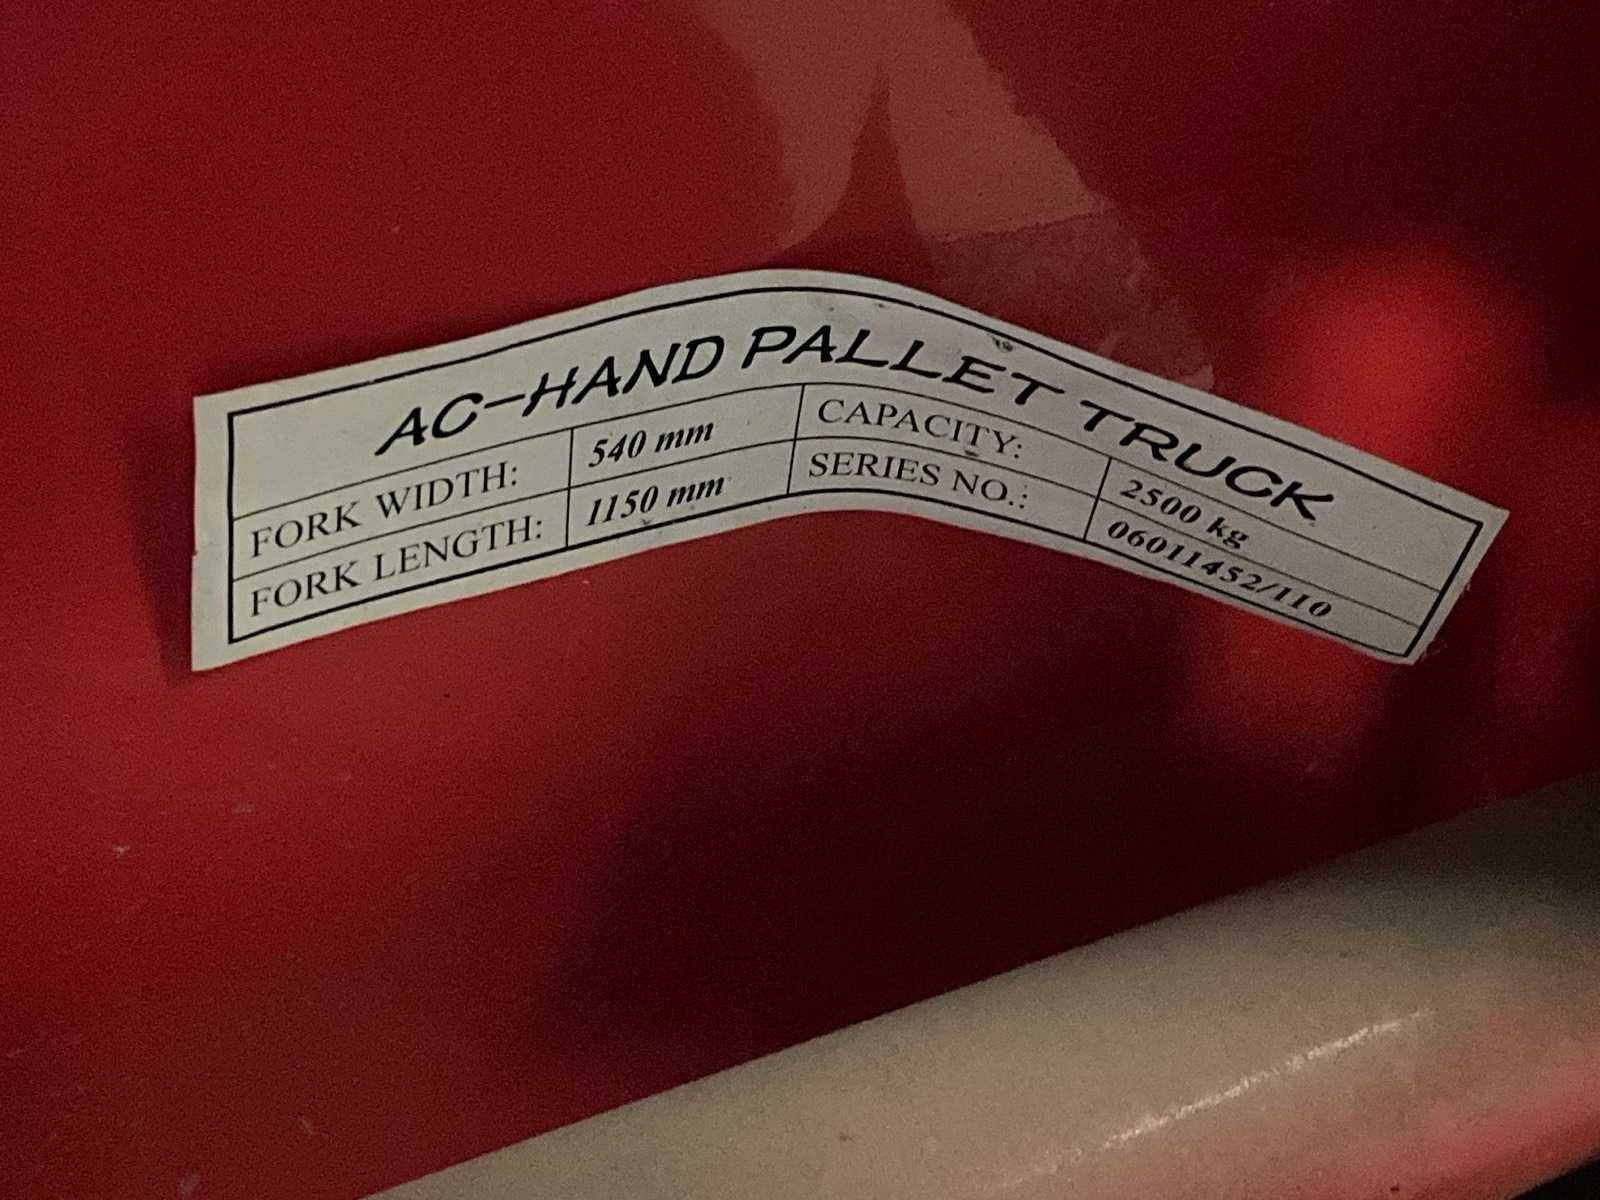 AC-HAND PALLET TRUCK
FORK WIDTH: 540 mm CAPACITY: 2500 kg
FORK LENGTH: 1150 mm SERIES NO.: 06011452/110